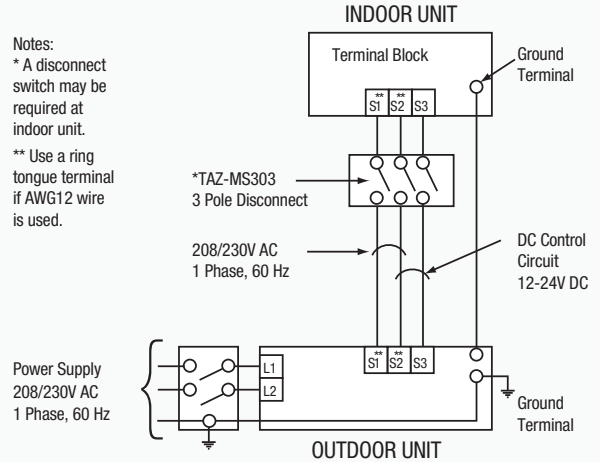 INDOOR UNIT
Notes:
* A disconnect
switch may be
required at
indoor unit.
** Use a ring
tongue terminal
if AWG12 wire
is used.
Terminal Block
Ground
Terminal
** **
S1 S2 S3
*TAZ-MS303
3 Pole Disconnect
208/230V AC
1 Phase, 60 Hz
DC Control
Circuit
12-24V DC
** **
S1 S2 S3
Power Supply
208/230V AC
1 Phase, 60 Hz
L1
L2
Ground
Terminal
OUTDOOR UNIT